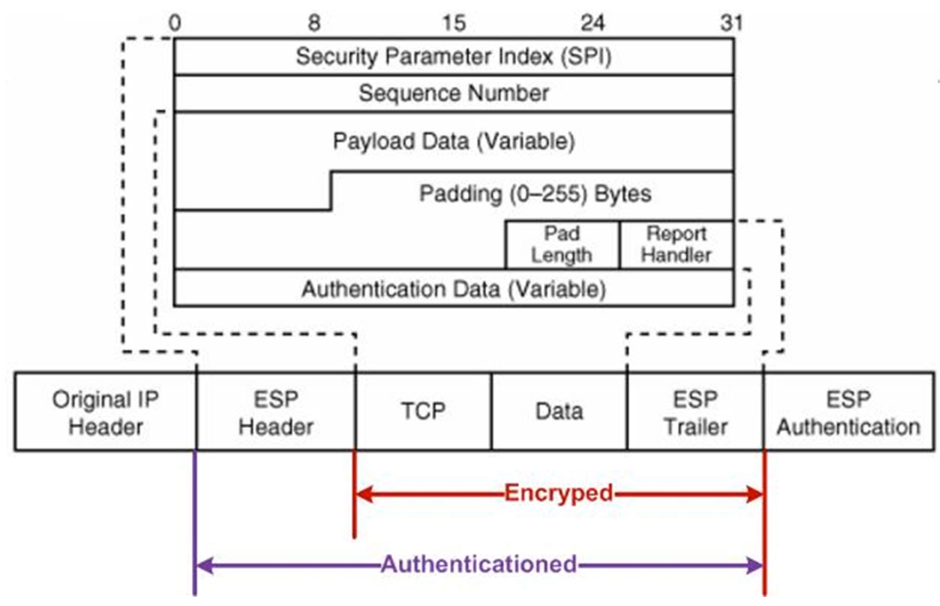 0 8 15 24 31
Security Parameter Index (SPI)
Sequence Number
Payload Data (Variable)
Padding (0–255) Bytes
Pad Report
Length Handler
Authentication Data (Variable)
Original IP ESP TCP Data ESP ESP
Header Header Trailer Authentication
Encryped
Authenticationed